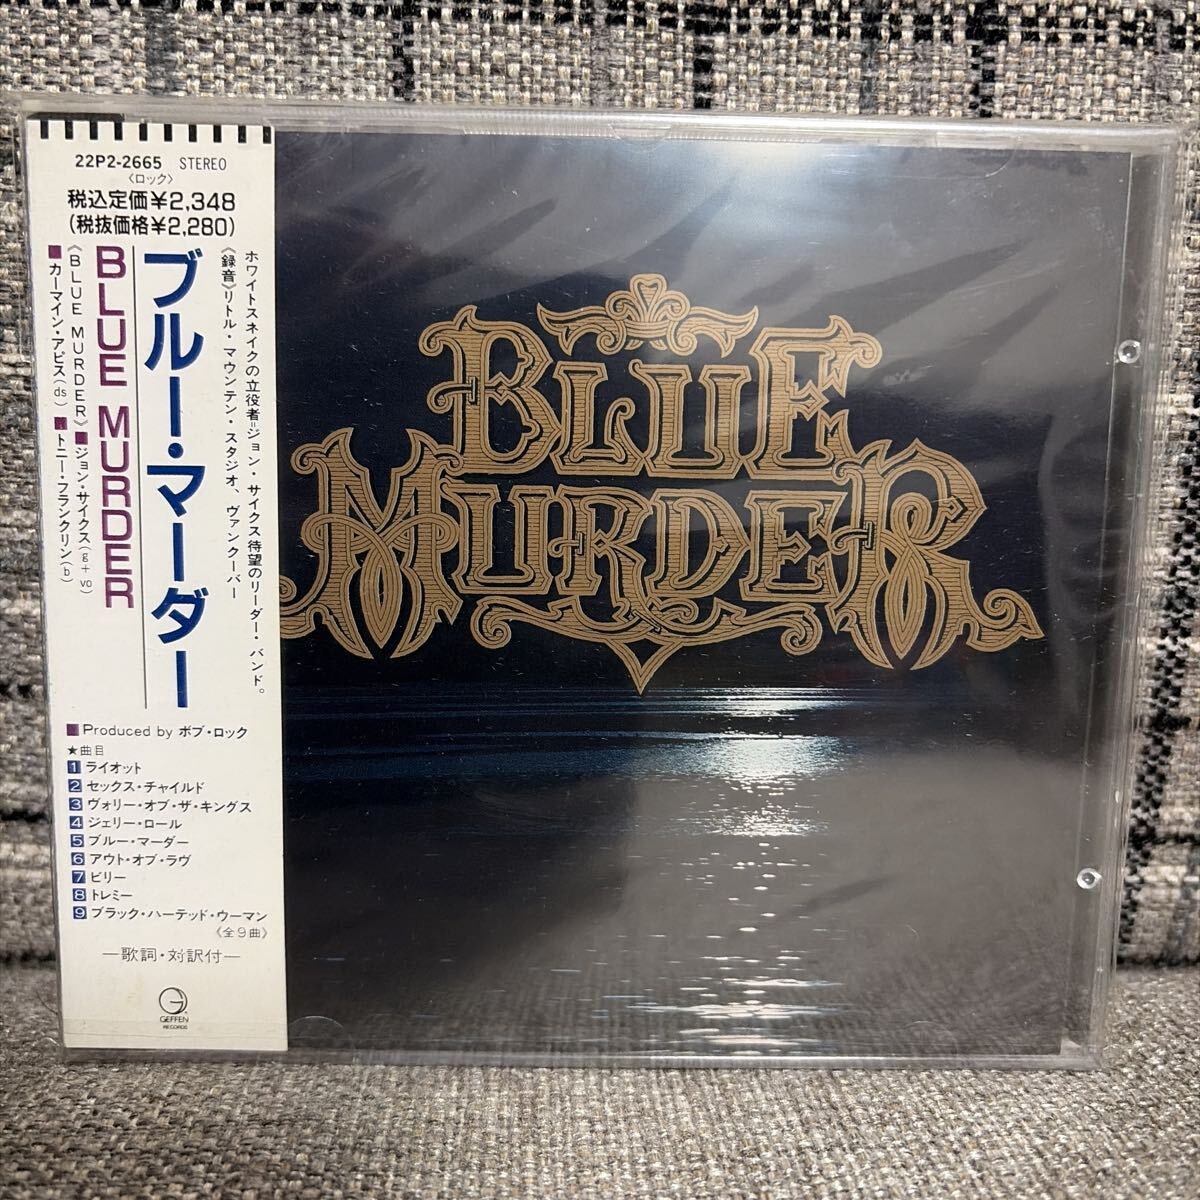 22P2-2665 STEREO
〈ロック〉
税込定価¥2,348
(税抜価格¥2,280)
ホワイトスネイクの立役者=ジョン・サイクス待望のリーダー・バンド。
《録音》リトル・マウンテン・スタジオ、ヴァンクーバー
ブルー・マーダー
BLUE MURDER
《BLUE MURDER》■ジョン・サイクス(g+vo)
■カーマイン・アピス(ds)■トニー・フランクリン(b)
■Produced by ボブ・ロック
★曲目
1 ライオット
2 セックス・チャイルド
3 ヴァリー・オブ・ザ・キングス
4 ジェリー・ロール
5 ブルー・マーダー
6 アウト・オブ・ラヴ
7 ビリー
8 トレミー
9 ブラック・ハーテッド・ウーマン
《全9曲》
―歌詞・対訳付―
GEFFEN
RECORDS
BLUE
MURDER